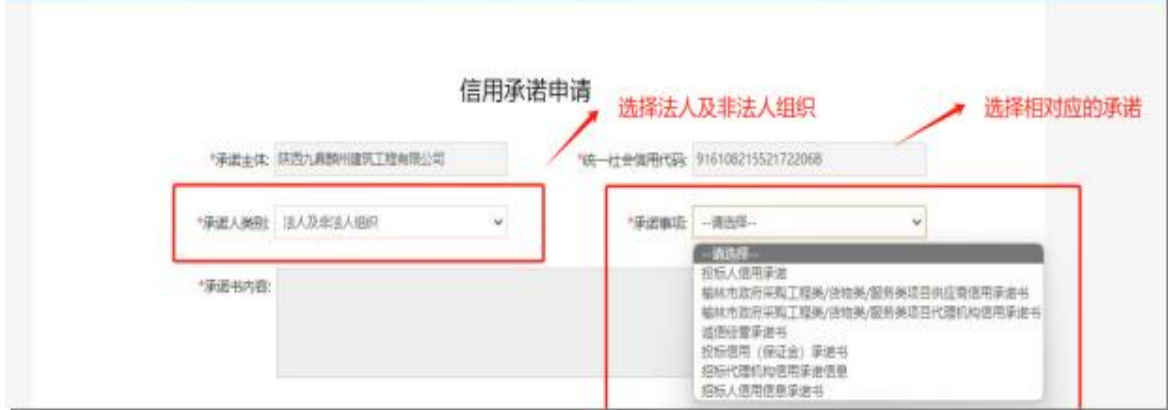 信用承诺申请
选择法人及非法人组织
选择相对应的承诺
*承诺主体: 陕西九鼎麟州建筑工程有限公司
*统一社会信用代码: 91610821552172206B
*承诺人类别: 法人及非法人组织
*承诺事项: --请选择--
--请选择--
投标人信用承诺
榆林市政府采购工程类/货物类/服务类项目供应商信用承诺书
榆林市政府采购工程类/货物类/服务类项目代理机构信用承诺书
诚信经营承诺书
投标信用（保证金）承诺书
招标代理机构信用承诺信息
招标人信用信息承诺书
*承诺书内容: